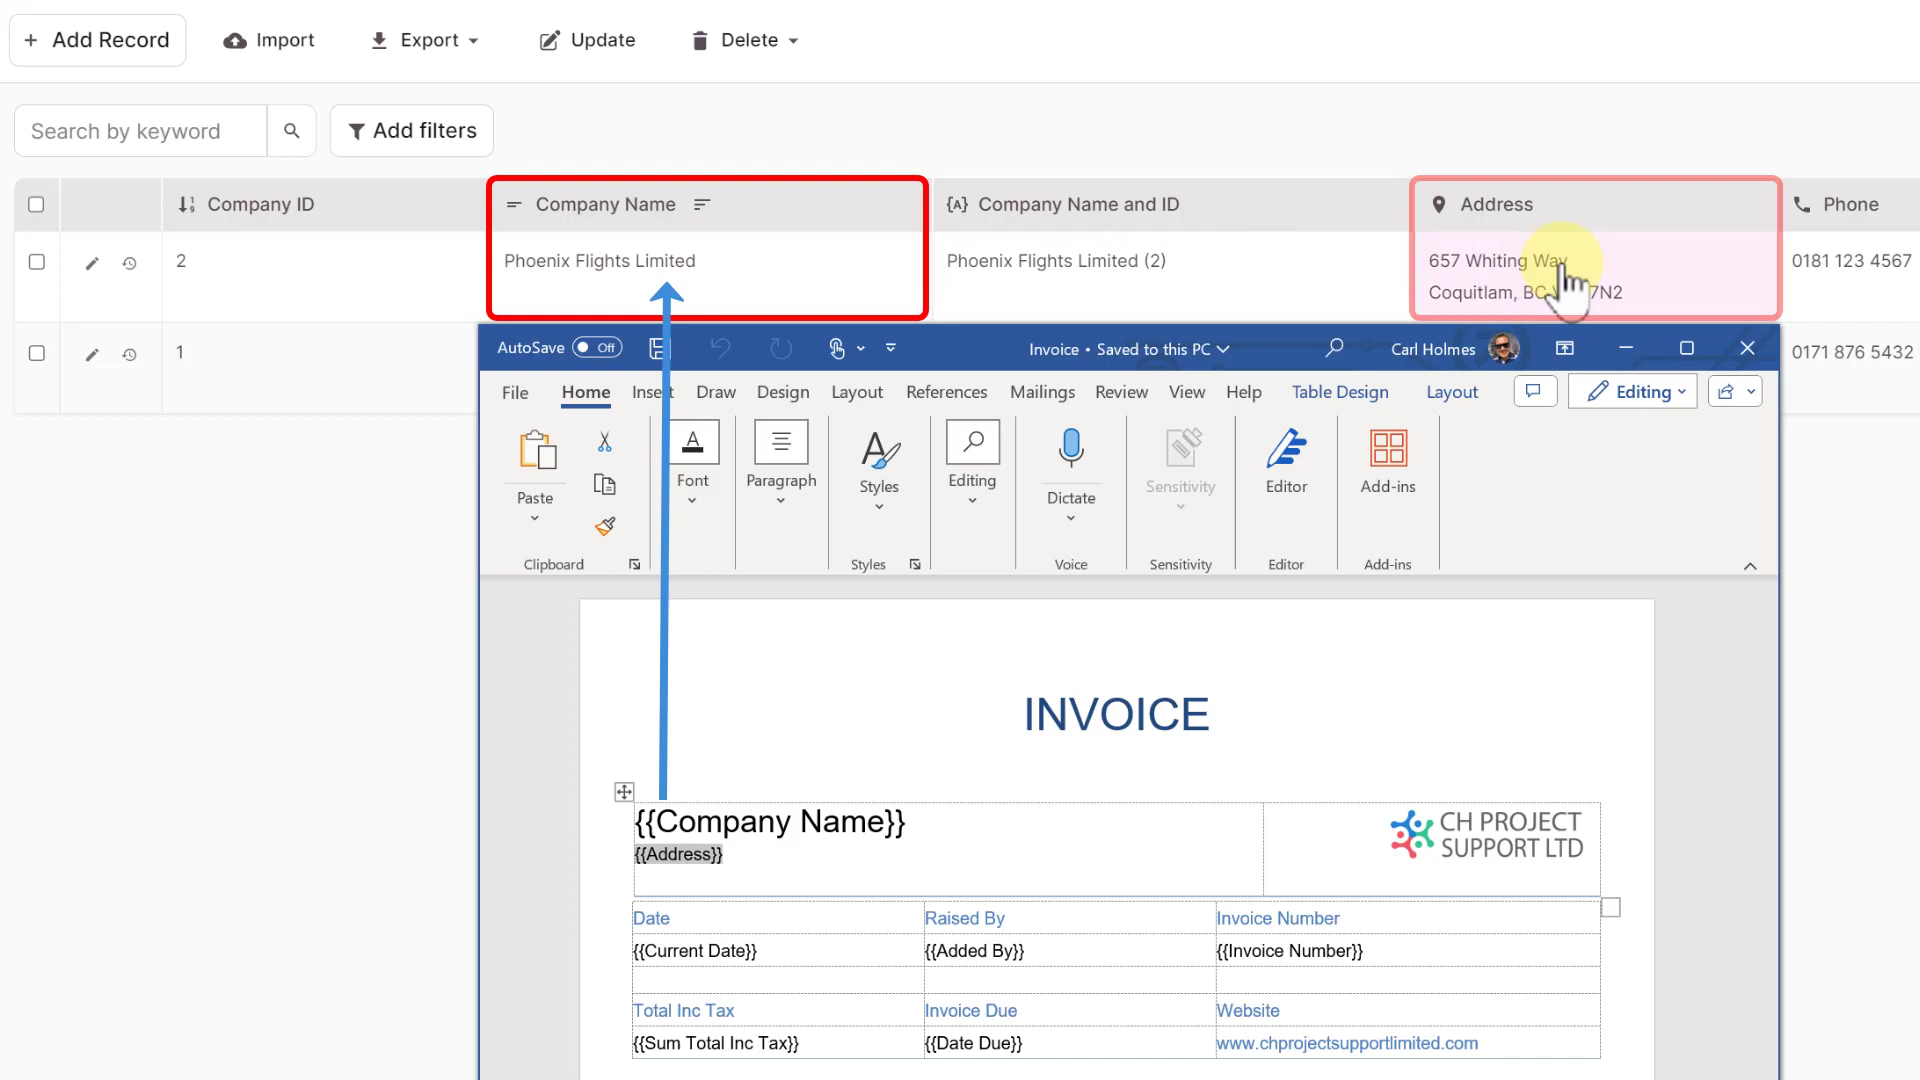 + Add Record Import Export Update Delete
Search by keyword Add filters
Company ID Company Name {A} Company Name and ID Address Phone
2 Phoenix Flights Limited Phoenix Flights Limited (2) 657 Whiting Way 0181 123 4567
Coquitlam, BC 7N2
1 0171 876 5432
AutoSave Off Invoice • Saved to this PC Carl Holmes
File Home Insert Draw Design Layout References Mailings Review View Help Table Design Layout Editing
Paste Font Paragraph Styles Editing Dictate Sensitivity Editor Add-ins
Clipboard Styles Voice Sensitivity Editor Add-ins
INVOICE
{{Company Name}}
{{Address}}
CH PROJECT
SUPPORT LTD
Date Raised By Invoice Number
{{Current Date}} {{Added By}} {{Invoice Number}}
Total Inc Tax Invoice Due Website
{{Sum Total Inc Tax}} {{Date Due}} www.chprojectsupportlimited.com